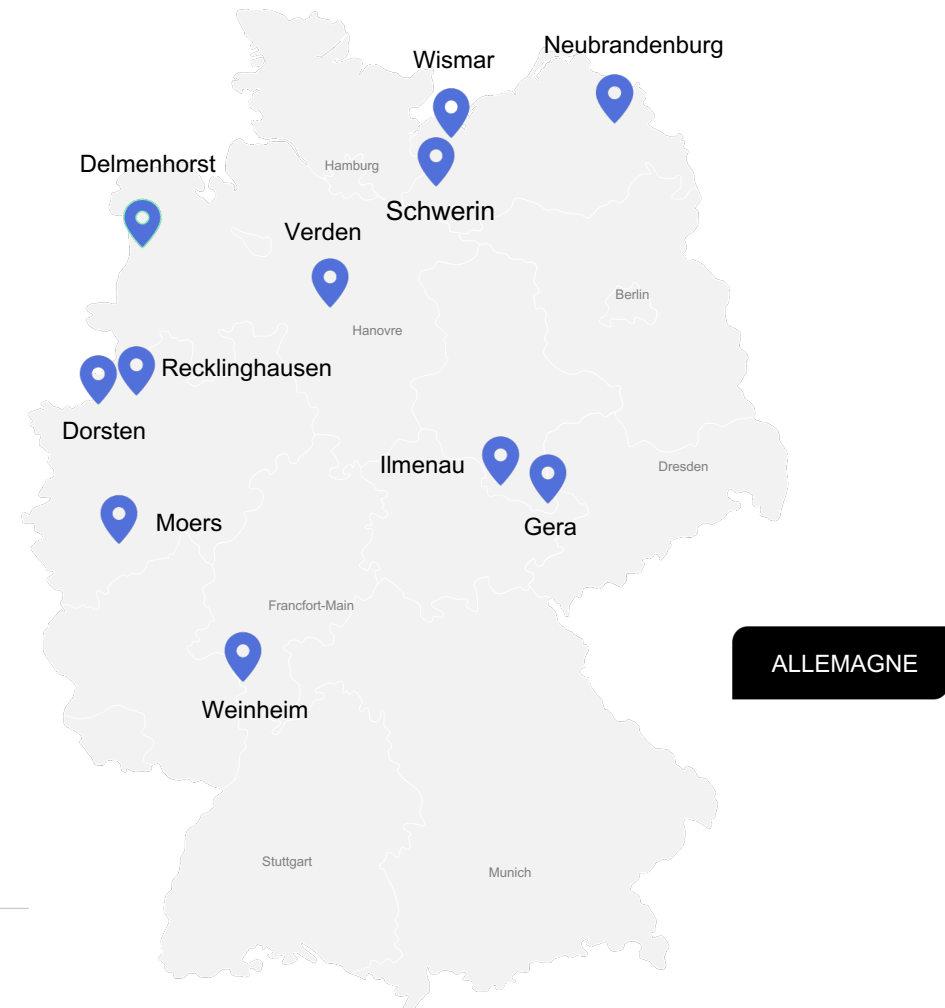 Neubrandenburg
Wismar
Delmenhorst
Hamburg
Schwerin
Verden
Berlin
Hanovre
Recklinghausen
Dorsten
Ilmenau
Dresden
Moers
Gera
Francfort-Main
ALLEMAGNE
Weinheim
Stuttgart
Munich